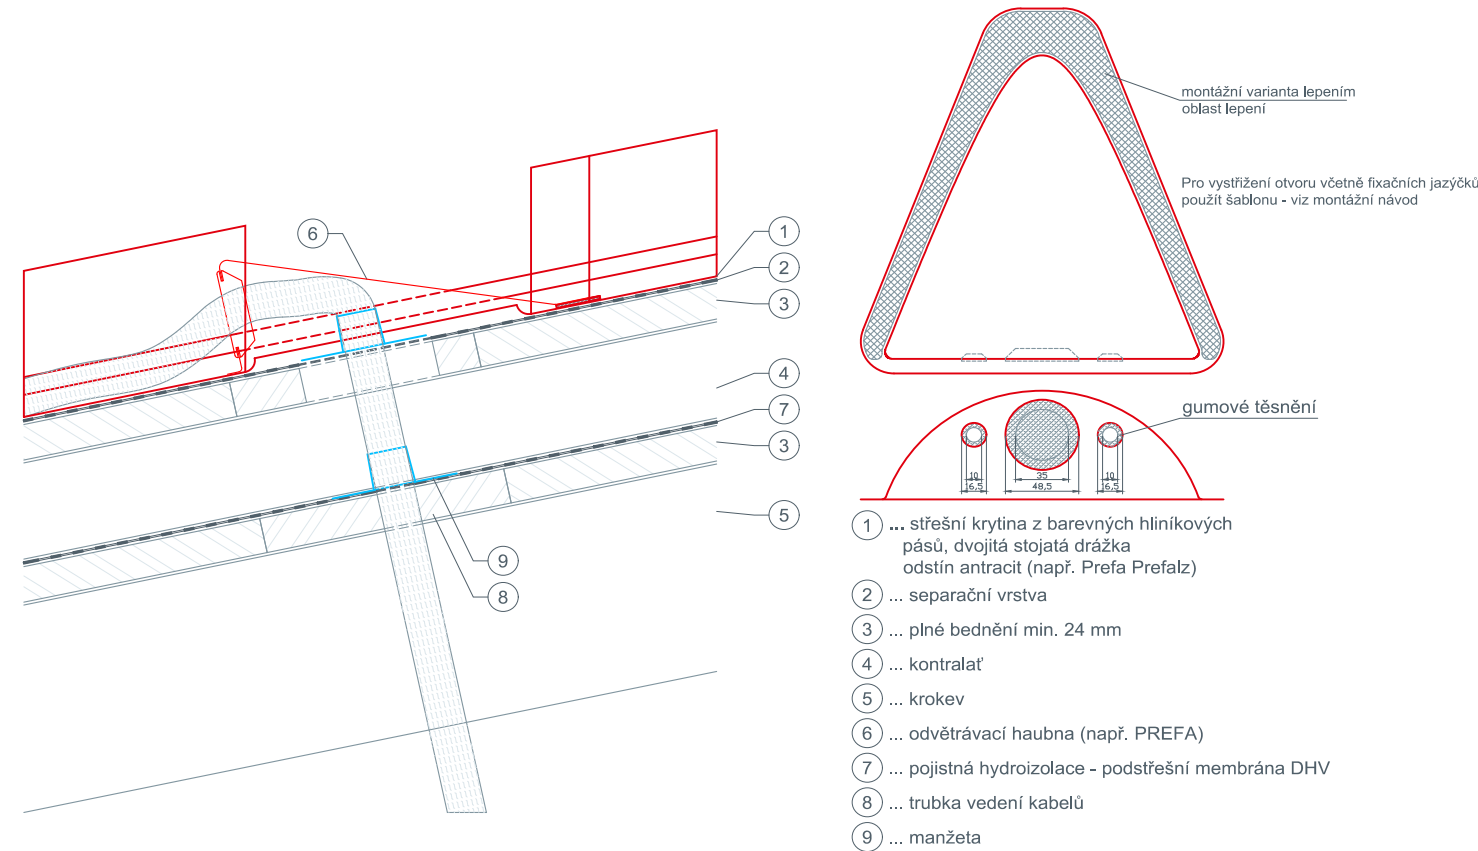 6
1
2
3
4
7
3
5
9
8
montážní varianta lepením
oblast lepení
Pro vystřižení otvoru včetně fixačních jazýčků
použít šablonu - viz montážní návod
gumové těsnění
10
35
10
16,5
48,5
16,5
1 ... střešní krytina z barevných hliníkových
pásů, dvojitá stojatá drážka
odstín antracit (např. Prefa Prefalz)
2 ... separační vrstva
3 ... plné bednění min. 24 mm
4 ... kontralať
5 ... krokev
6 ... odvětrávací haubna (např. PREFA)
7 ... pojistná hydroizolace - podstřešní membrána DHV
8 ... trubka vedení kabelů
9 ... manžeta